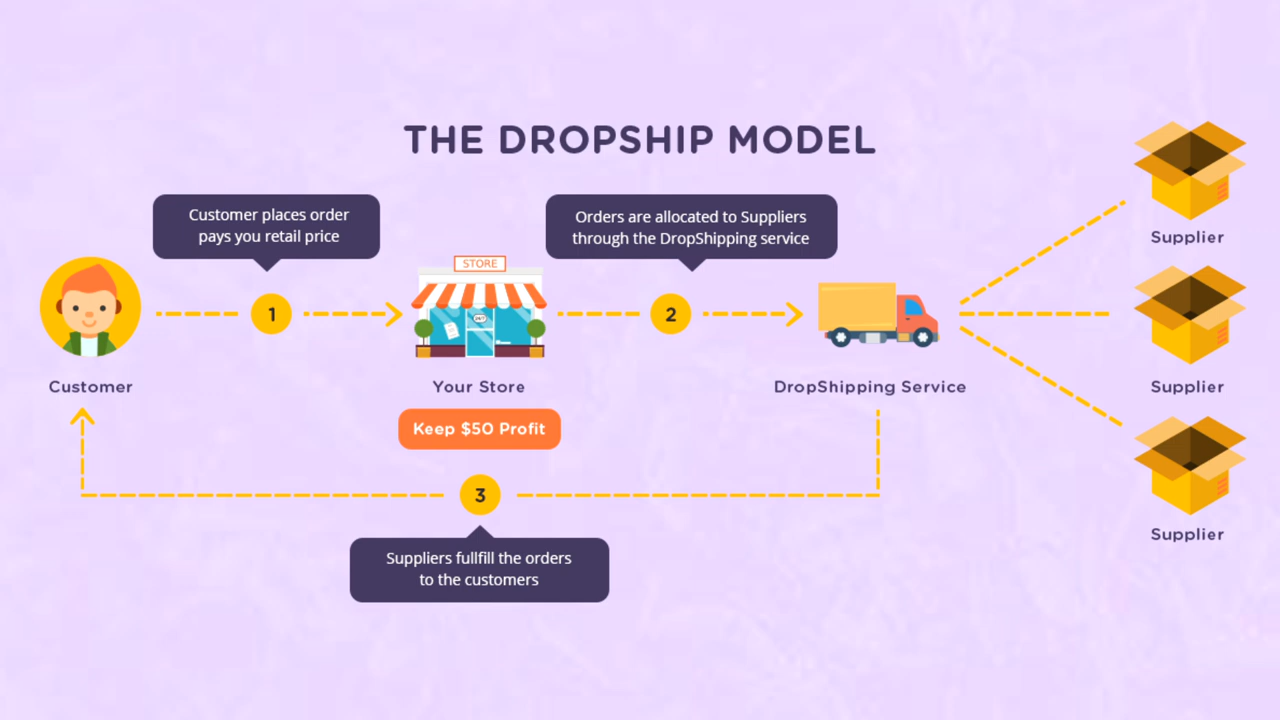 THE DROPSHIP MODEL
Customer places order
pays you retail price
Orders are allocated to Suppliers
through the DropShipping service
STORE
1
2
24/7
Customer
Your Store
DropShipping Service
Supplier
Supplier
Supplier
Keep $50 Profit
3
Suppliers fullfill the orders
to the customers